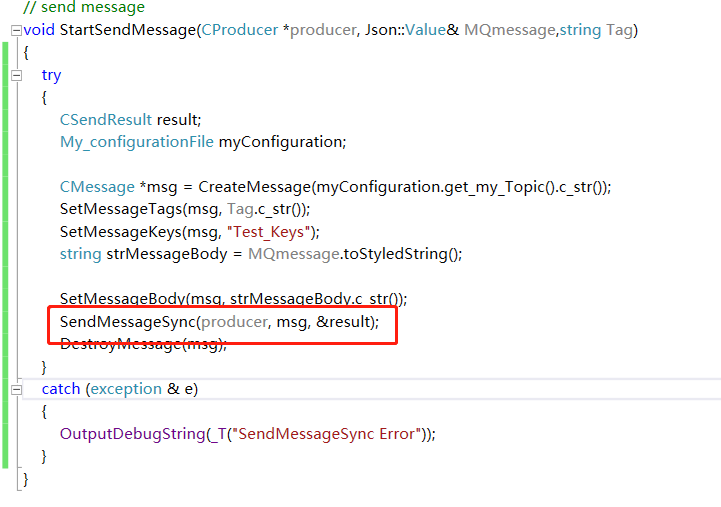 // send message
void StartSendMessage(CProducer *producer, Json::Value& MQmessage,string Tag)
{
try
{
CSendResult result;
My_configurationFile myConfiguration;
CMessage *msg = CreateMessage(myConfiguration.get_my_Topic().c_str());
SetMessageTags(msg, Tag.c_str());
SetMessageKeys(msg, "Test_Keys");
string strMessageBody = MQmessage.toStyledString();
SetMessageBody(msg, strMessageBody.c_str());
SendMessageSync(producer, msg, &result);
DestroyMessage(msg);
}
catch (exception & e)
{
OutputDebugString(_T("SendMessageSync Error"));
}
}